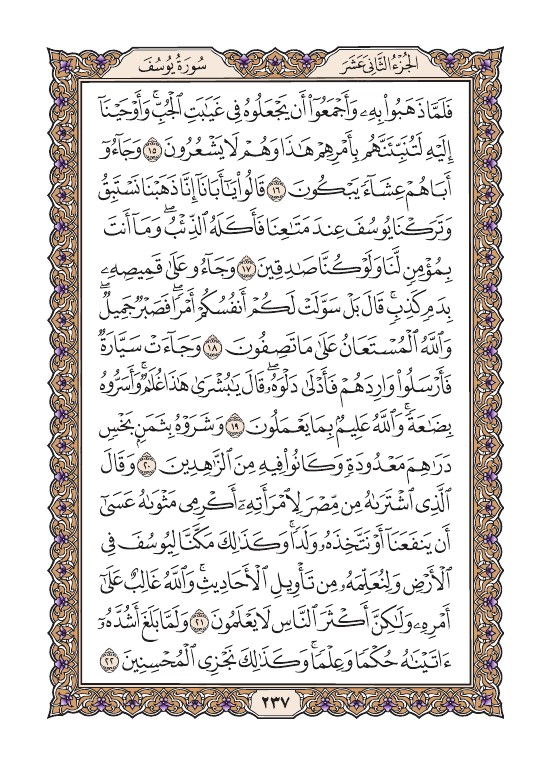 الجُزْءُ الثَّانِي عَشَرَ
سُورَةُ يُوسُفَ
فَلَمَّا ذَهَبُوا۟ بِهِۦ وَأَجْمَعُوٓا۟ أَن يَجْعَلُوهُ فِى غَيَـٰبَتِ ٱلْجُبِّ ۚ وَأَوْحَيْنَآ
إِلَيْهِ لَتُنَبِّئَنَّهُم بِأَمْرِهِمْ هَـٰذَا وَهُمْ لَا يَشْعُرُونَ ١٥ وَجَآءُوٓ
أَبَاهُمْ عِشَآءً يَبْكُونَ ١٦ قَالُوا۟ يَـٰٓأَبَانَآ إِنَّا ذَهَبْنَا نَسْتَبِقُ
وَتَرَكْنَا يُوسُفَ عِندَ مَتَـٰعِنَا فَأَكَلَهُ ٱلذِّئْبُ ۖ وَمَآ أَنتَ
بِمُؤْمِنٍ لَّنَا وَلَوْ كُنَّا صَـٰدِقِينَ ١٧ وَجَآءُو عَلَىٰ قَمِيصِهِۦ
بِدَمٍ كَذِبٍ ۚ قَالَ بَلْ سَوَّلَتْ لَكُمْ أَنفُسُكُمْ أَمْرًا ۖ فَصَبْرٌ جَمِيلٌ ۖ
وَٱللَّهُ ٱلْمُسْتَعَانُ عَلَىٰ مَا تَصِفُونَ ١٨ وَجَآءَتْ سَيَّارَةٌ
فَأَرْسَلُوا۟ وَارِدَهُمْ فَأَدْلَىٰ دَلْوَهُۥ ۖ قَالَ يَـٰبُشْرَىٰ هَـٰذَا غُلَـٰمٌ ۚ وَأَسَرُّوهُ
بِضَـٰعَةً ۚ وَٱللَّهُ عَلِيمٌۢ بِمَا يَعْمَلُونَ ١٩ وَشَرَوْهُ بِثَمَنٍۭ بَخْسٍ
دَرَٰهِمَ مَعْدُودَةٍ وَكَانُوا۟ فِيهِ مِنَ ٱلزَّٰهِدِينَ ٢٠ وَقَالَ
ٱلَّذِى ٱشْتَرَىٰهُ مِن مِّصْرَ لِٱمْرَأَتِهِۦٓ أَكْرِمِى مَثْوَىٰهُ عَسَىٰٓ
أَن يَنفَعَنَآ أَوْ نَتَّخِذَهُۥ وَلَدًا ۚ وَكَذَٰلِكَ مَكَّنَّا لِيُوسُفَ فِى
ٱلْأَرْضِ وَلِنُعَلِّمَهُۥ مِن تَأْوِيلِ ٱلْأَحَادِيثِ ۚ وَٱللَّهُ غَالِبٌ عَلَىٰٓ
أَمْرِهِۦ وَلَـٰكِنَّ أَكْثَرَ ٱلنَّاسِ لَا يَعْلَمُونَ ٢١ وَلَمَّا بَلَغَ أَشُدَّهُۥٓ
ءَاتَيْنَـٰهُ حُكْمًا وَعِلْمًا ۚ وَكَذَٰلِكَ نَجْزِى ٱلْمُحْسِنِينَ ٢٢
٢٣٧